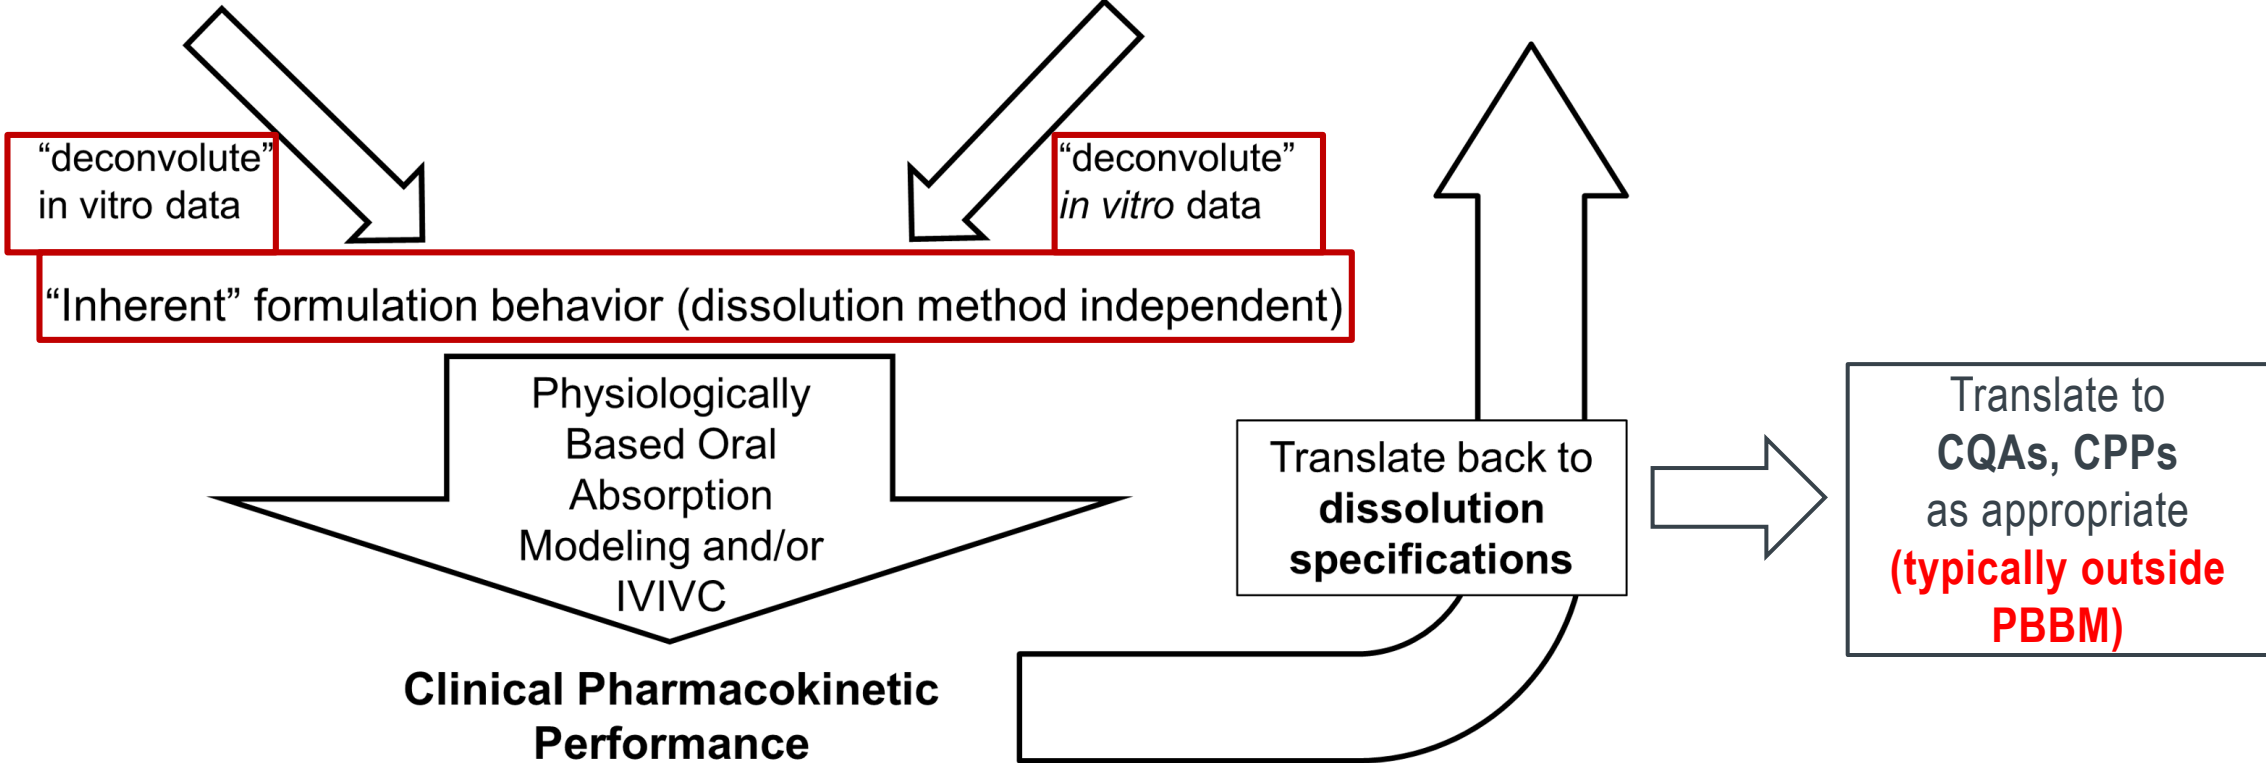 “deconvolute”
in vitro data
“deconvolute”
in vitro data
“Inherent” formulation behavior (dissolution method independent)
Physiologically
Based Oral
Absorption
Modeling and/or
IVIVC
Clinical Pharmacokinetic
Performance
Translate back to
dissolution
specifications
Translate to
CQAs, CPPs
as appropriate
(typically outside
PBBM)